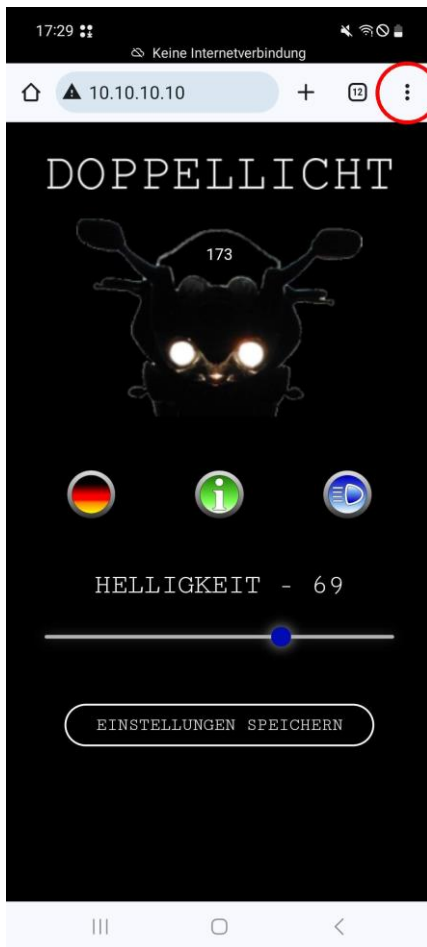 17:29
Keine Internetverbindung
10.10.10.10
12
DOPPELLICHT
173
HELLIGKEIT - 69
EINSTELLUNGEN SPEICHERN